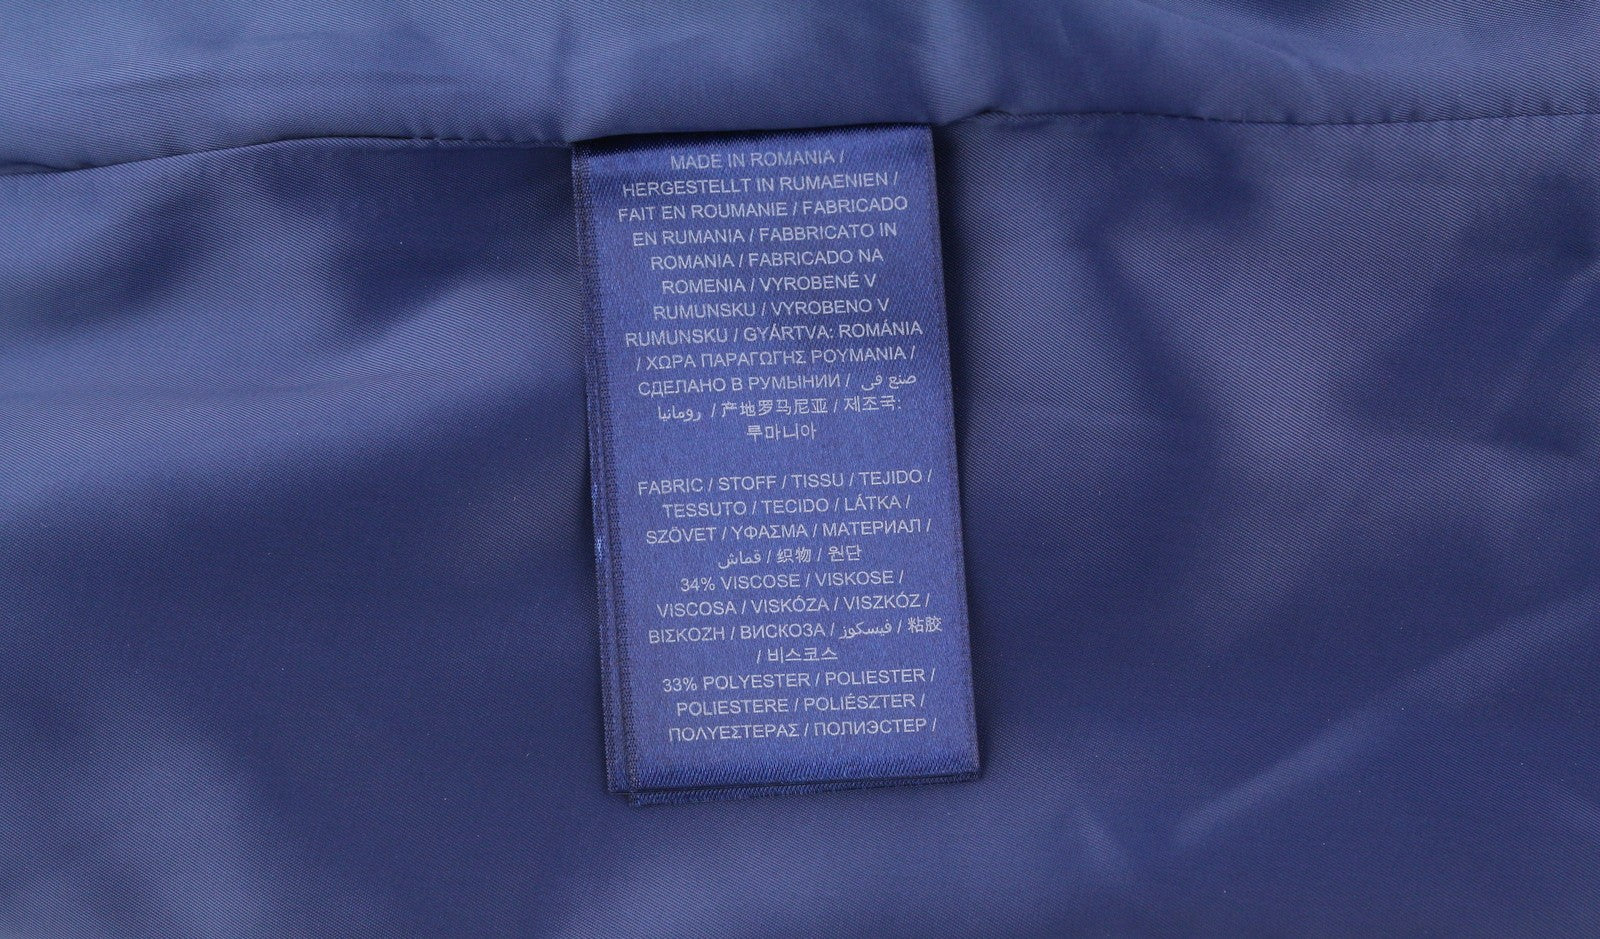 MADE IN ROMANIA /
HERGESTELLT IN RUMAENIEN /
FAIT EN ROUMANIE / FABRICADO
EN RUMANIA / FABBRICATO IN
ROMANIA / FABRICADO NA
ROMENIA / VYROBENÉ V
RUMUNSKU / VYROBENO V
RUMUNSKU / GYÁRTVA: ROMÁNIA
/ ΧΩΡΑ ΠΑΡΑΓΩΓΗΣ ΡΟΥΜΑΝΙΑ /
СДЕЛАНО В РУМЫНИИ / صنع في
رومانيا / 产地罗马尼亚 / 제조국:
루마니아
FABRIC / STOFF / TISSU / TEJIDO /
TESSUTO / TECIDO / LÁTKA /
SZÖVET / ΥΦΑΣΜΑ / МАТЕРИАЛ /
قماش / 织物 / 원단
34% VISCOSE / VISKOSE /
VISCOSA / VISKÓZA / VISZKÓZ /
ΒΙΣΚΟΖΗ / ВИСКОЗА / فيسكوز / 粘胶
/ 비스코스
33% POLYESTER / POLIESTER /
POLIESTERE / POLIÉSZTER /
ΠΟΛΥΕΣΤΕΡΑΣ / ПОЛИЭСТЕР /